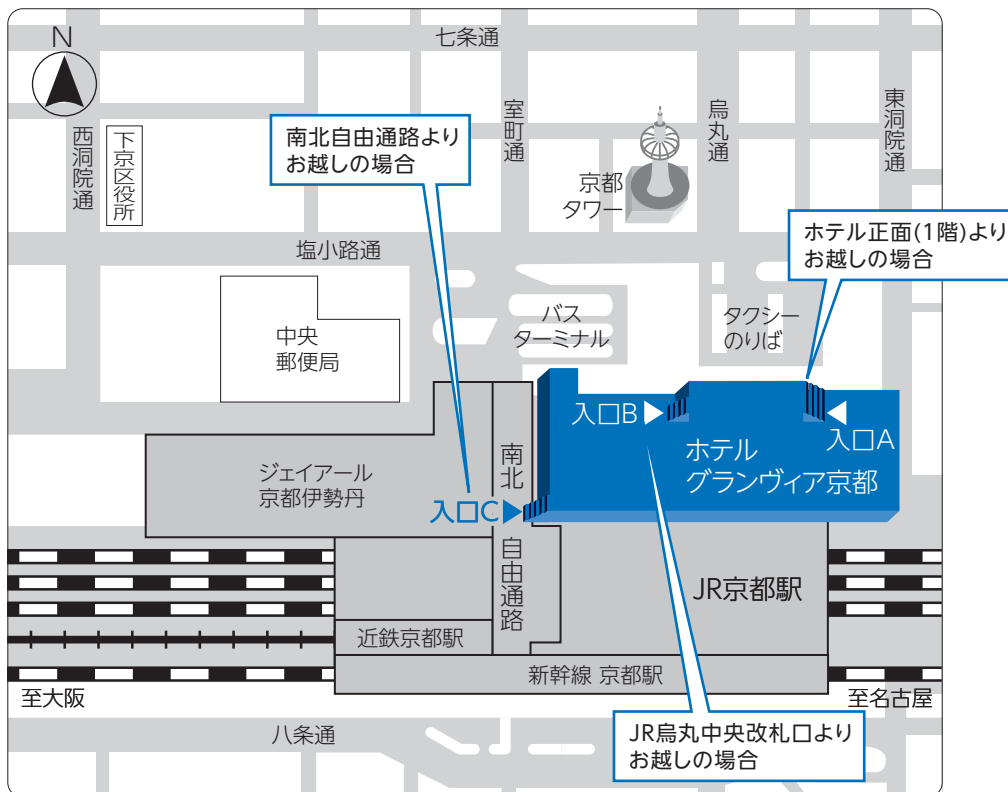 N
七条通
西洞院通
下京区役所
室町通
烏丸通
東洞院通
南北自由通路より
お越しの場合
京都
タワー
ホテル正面(1階)より
お越しの場合
塩小路通
中央
郵便局
バス
ターミナル
タクシー
のりば
入口B
入口A
ホテル
グランヴィア京都
ジェイアール
京都伊勢丹
南北
自由通路
入口C
JR京都駅
近鉄京都駅
新幹線 京都駅
至大阪
至名古屋
八条通
JR烏丸中央改札口より
お越しの場合